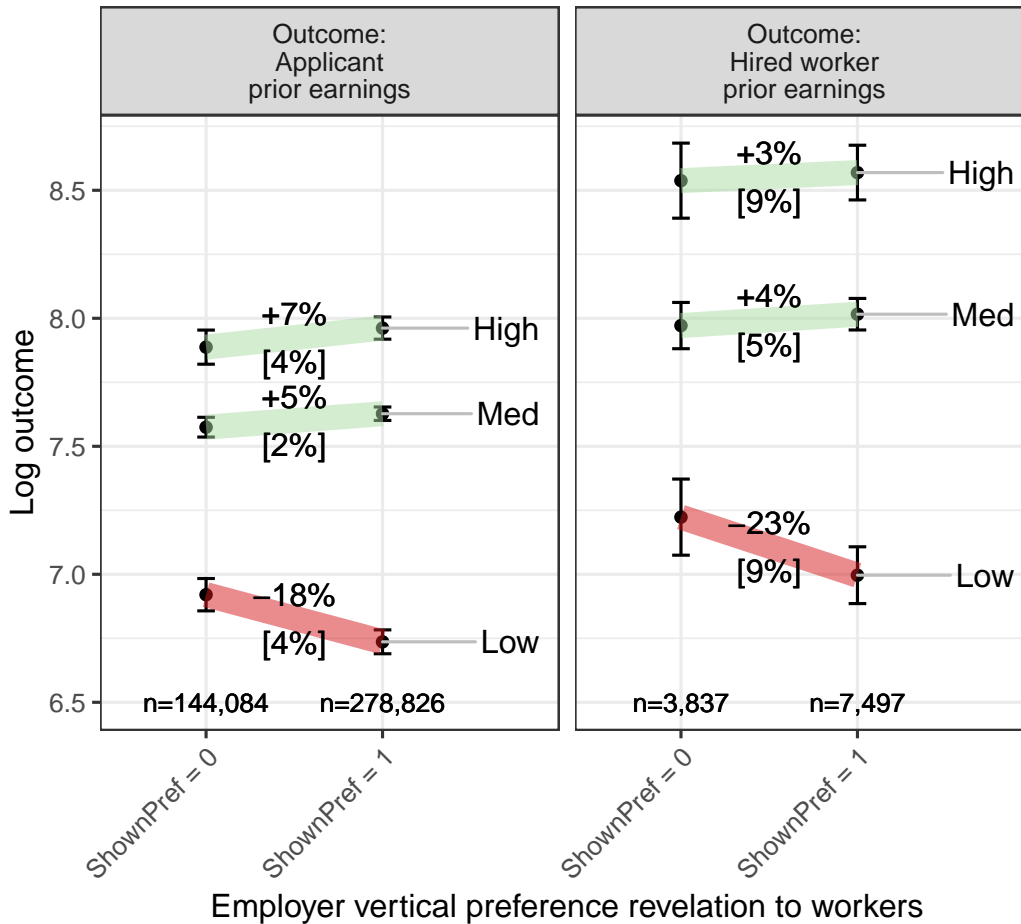 Outcome:
Applicant
prior earnings
Outcome:
Hired worker
prior earnings
Log outcome
8.5
8.0
7.5
7.0
6.5
+7%
[4%]
High
+5%
[2%]
Med
−18%
[4%]
Low
n=144,084
n=278,826
+3%
[9%]
High
+4%
[5%]
Med
−23%
[9%]
Low
n=3,837
n=7,497
ShownPref = 0
ShownPref = 1
ShownPref = 0
ShownPref = 1
Employer vertical preference revelation to workers